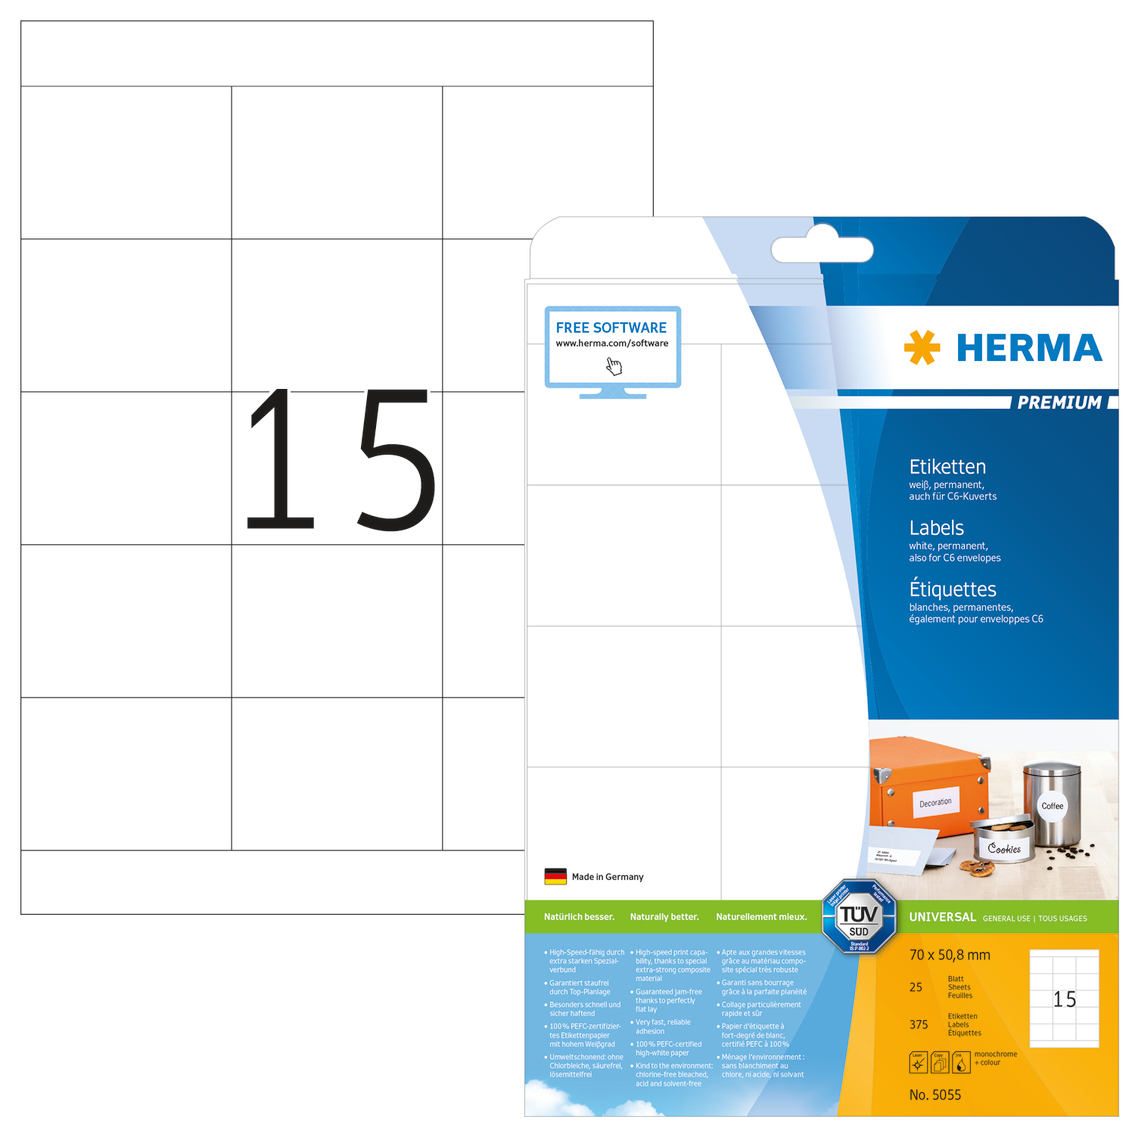 15
FREE SOFTWARE
www.herma.com/software
HERMA
PREMIUM
Etiketten
weiß, permanent,
auch für C6-Kuverts
Labels
white, permanent,
also for C6 envelopes
Étiquettes
blanches, permanentes,
également pour enveloppes C6
Decoration
Coffee
Cookies
Made in Germany
Natürlich besser.
Naturally better.
Naturellement mieux.
TÜV
SÜD
UNIVERSAL GENERAL USE | TOUS USAGES
• High-Speed-fähig durch
extra starken Spezial-
verbund
• Garantiert staufrei
durch Top-Planlage
• Besonders schnell und
sicher haftend
• 100 % PEFC-zertifizier-
tes Etikettenpapier
mit hohem Weißgrad
• Umweltschonend: ohne
Chlorbleiche, säurefrei,
lösemittelfrei
• High-speed print capa-
bility, thanks to special
extra-strong composite
material
• Guaranteed jam-free
thanks to perfectly
flat lay
• Very fast, reliable
adhesion
• 100 % PEFC-certified
high-white paper
• Kind to the environment:
chlorine-free bleached,
acid and solvent-free
• Apte aux grandes vitesses
grâce au matériau compo-
site spécial très robuste
• Garanti sans bourrage
grâce à la parfaite planéité
• Collage particulièrement
rapide et sûr
• Papier d'étiquette à
fort-degré de blanc,
certifié PEFC à 100 %
• Ménage l'environnement :
sans blanchiment au
chlore, ni acide, ni solvant
70 x 50,8 mm
25
Blatt
Sheets
Feuilles
375
Etiketten
Labels
Étiquettes
15
Laser
Copy
Ink
monochrome
+ colour
No. 5055